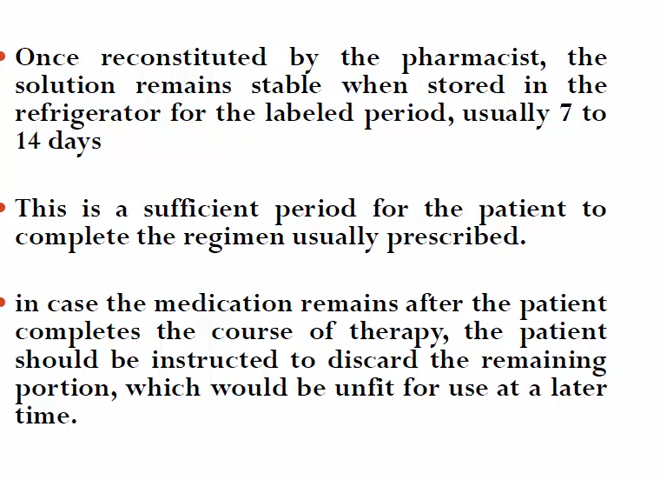 • Once reconstituted by the pharmacist, the
solution remains stable when stored in the
refrigerator for the labeled period, usually 7 to
14 days
• This is a sufficient period for the patient to
complete the regimen usually prescribed.
• in case the medication remains after the patient
completes the course of therapy, the patient
should be instructed to discard the remaining
portion, which would be unfit for use at a later
time.